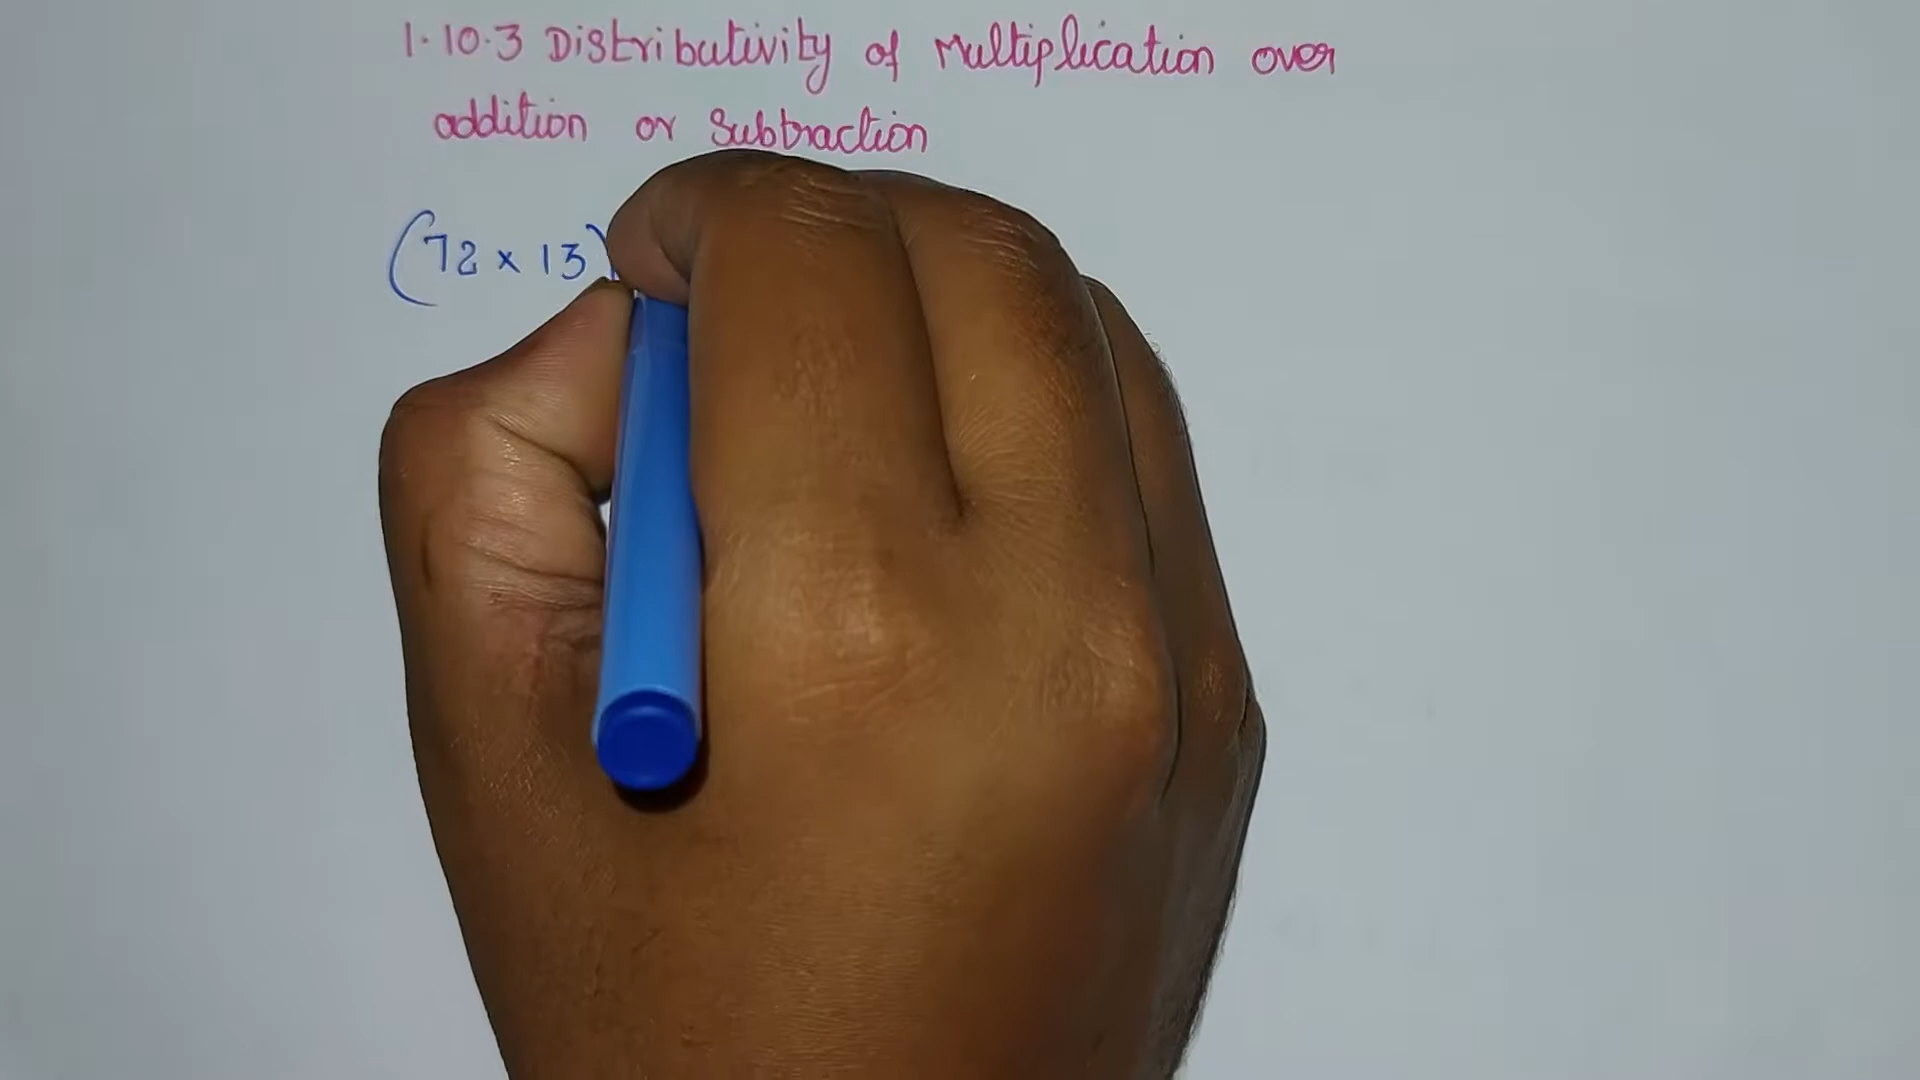 1.10.3 Distributivity of Multiplication over
addition or Subtraction
(72 × 13)